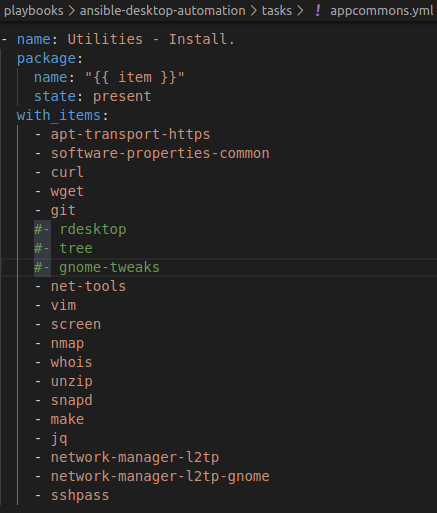 playbooks > ansible-desktop-automation > tasks > ! appcommons.yml
- name: Utilities - Install.
  package:
    name: "{{ item }}"
    state: present
  with_items:
    - apt-transport-https
    - software-properties-common
    - curl
    - wget
    - git
    #- rdesktop
    #- tree
    #- gnome-tweaks
    - net-tools
    - vim
    - screen
    - nmap
    - whois
    - unzip
    - snapd
    - make
    - jq
    - network-manager-l2tp
    - network-manager-l2tp-gnome
    - sshpass